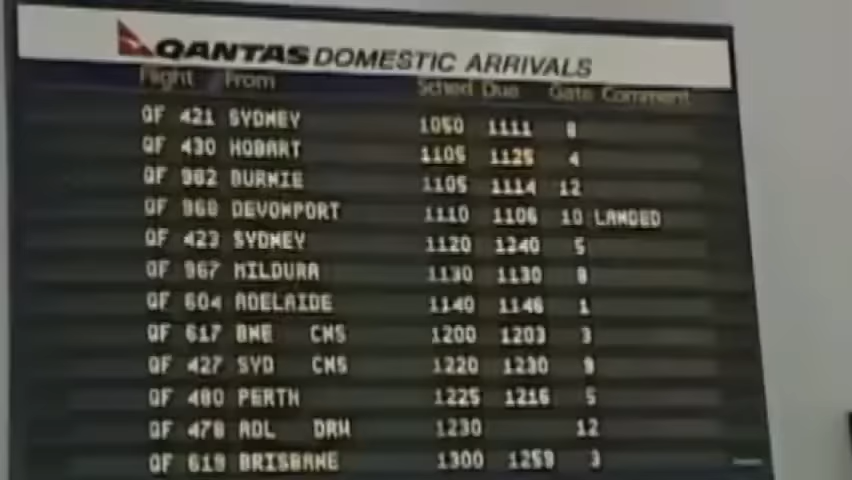 QANTAS DOMESTIC ARRIVALS
Flight From Sched Due Gate Comment
QF 421 SYDNEY 1050 1111 8
QF 430 HOBART 1105 1125 4
QF 982 BURNIE 1105 1114 12
QF 960 DEVONPORT 1110 1106 10 LANDED
QF 423 SYDNEY 1120 1240 5
QF 967 MILDURA 1130 1130 8
QF 604 ADELAIDE 1140 1146 1
QF 617 BNE CNS 1200 1203 3
QF 427 SYD CNS 1220 1230 9
QF 480 PERTH 1225 1216 5
QF 478 ADL DRW 1230 12
QF 619 BRISBANE 1300 1259 3